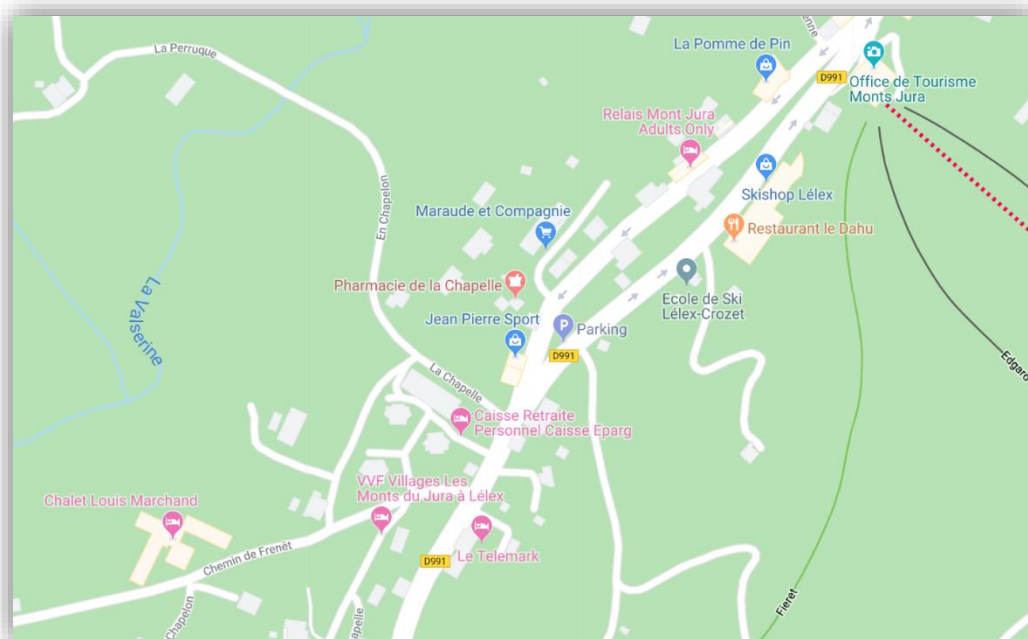 La Perruque
La Pomme de Pin
D991
Office de Tourisme
Monts Jura
Relais Mont Jura
Adults Only
Skishop Lélex
En Chapelon
Maraude et Compagnie
Restaurant le Dahu
La Valserine
Pharmacie de la Chapelle
Ecole de Ski
Lélex-Crozet
Jean Pierre Sport
P
Parking
D991
La Chapelle
Caisse Retraite
Personnel Caisse Eparg
VVF Villages Les
Monts du Jura à Lélex
Chalet Louis Marchand
Le Telemark
Chemin de Frenét
D991
Fieret
Chapelon
Chapelle